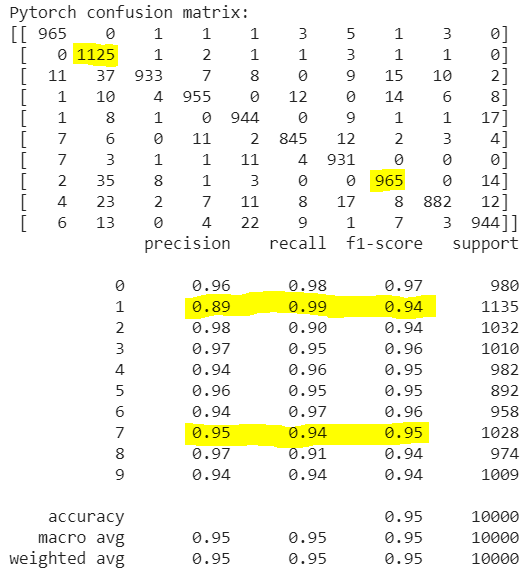 Pytorch confusion matrix:
[[ 965 0 1 1 1 3 5 1 3 0]
[ 0 1125 1 2 1 1 3 1 1 0]
[ 11 37 933 7 8 0 9 15 10 2]
[ 1 10 4 955 0 12 0 14 6 8]
[ 1 8 1 0 944 0 9 1 1 17]
[ 7 6 0 11 2 845 12 2 3 4]
[ 7 3 1 1 11 4 931 0 0 0]
[ 2 35 8 1 3 0 0 965 0 14]
[ 4 23 2 7 11 8 17 8 882 12]
[ 6 13 0 4 22 9 1 7 3 944]]
precision recall f1-score support
0 0.96 0.98 0.97 980
1 0.89 0.99 0.94 1135
2 0.98 0.90 0.94 1032
3 0.97 0.95 0.96 1010
4 0.94 0.96 0.95 982
5 0.96 0.95 0.95 892
6 0.94 0.97 0.96 958
7 0.95 0.94 0.95 1028
8 0.97 0.91 0.94 974
9 0.94 0.94 0.94 1009
accuracy 0.95 10000
macro avg 0.95 0.95 0.95 10000
weighted avg 0.95 0.95 0.95 10000